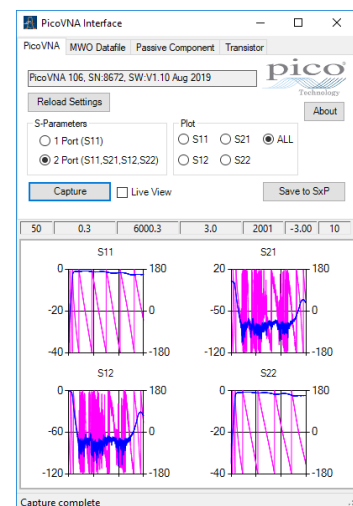 PicoVNA Interface
PicoVNA MWO Datafile Passive Component Transistor
PicoVNA 106, SN:8672, SW:V1.10 Aug 2019
pico
Technology
Reload Settings
About
S-Parameters
Plot
1 Port (S11)
S11 S21 ALL
2 Port (S11,S21,S12,S22)
S12 S22
Capture Live View Save to SxP
50 0.3 6000.3 3.0 2001 -3.00 10
S11 S21
0 180 20 180
-20 0 -50 0
-40 -180 -120 -180
S12 S22
0 180 0 180
-60 0 -20 0
-120 -180 -40 -180
Capture complete